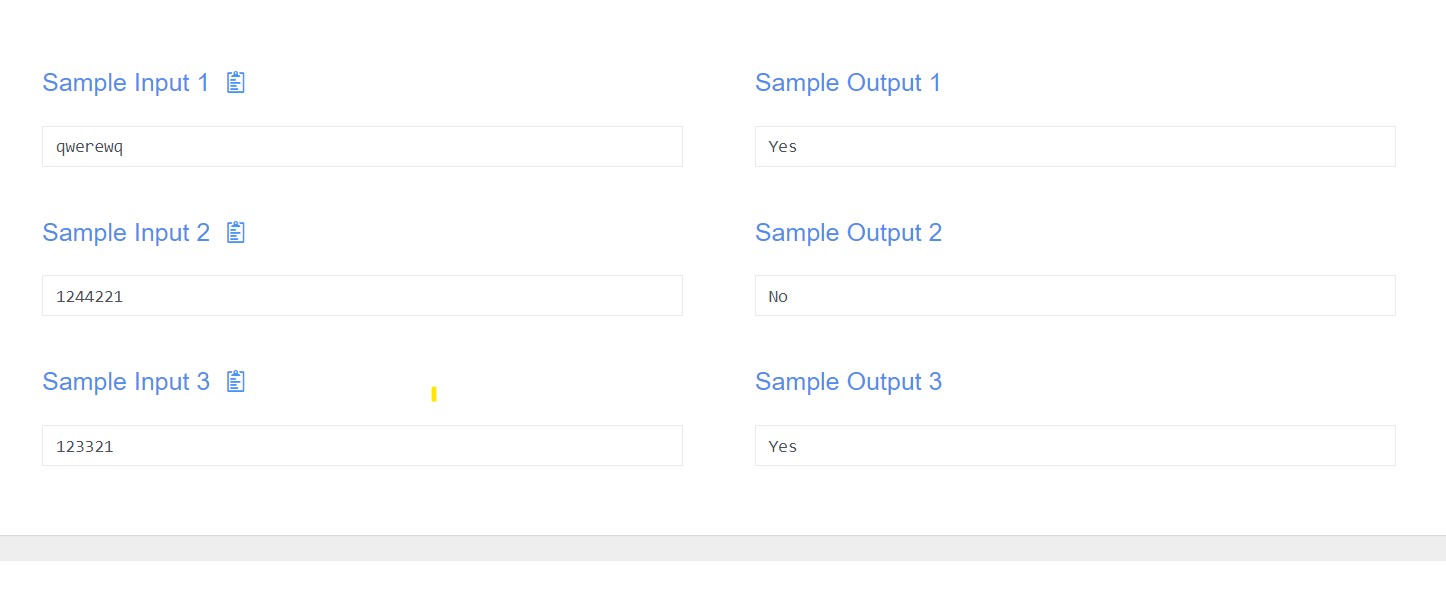 Sample Input 1
Sample Output 1
qwerewq
Yes
Sample Input 2
Sample Output 2
1244221
No
Sample Input 3
Sample Output 3
123321
Yes